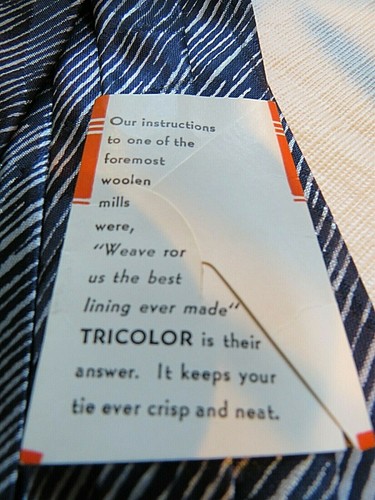 Our instructions
to one of the
foremost
woolen
mills
were,
"Weave ror
us the best
lining ever made"
TRICOLOR is their
answer. It keeps your
tie ever crisp and neat.